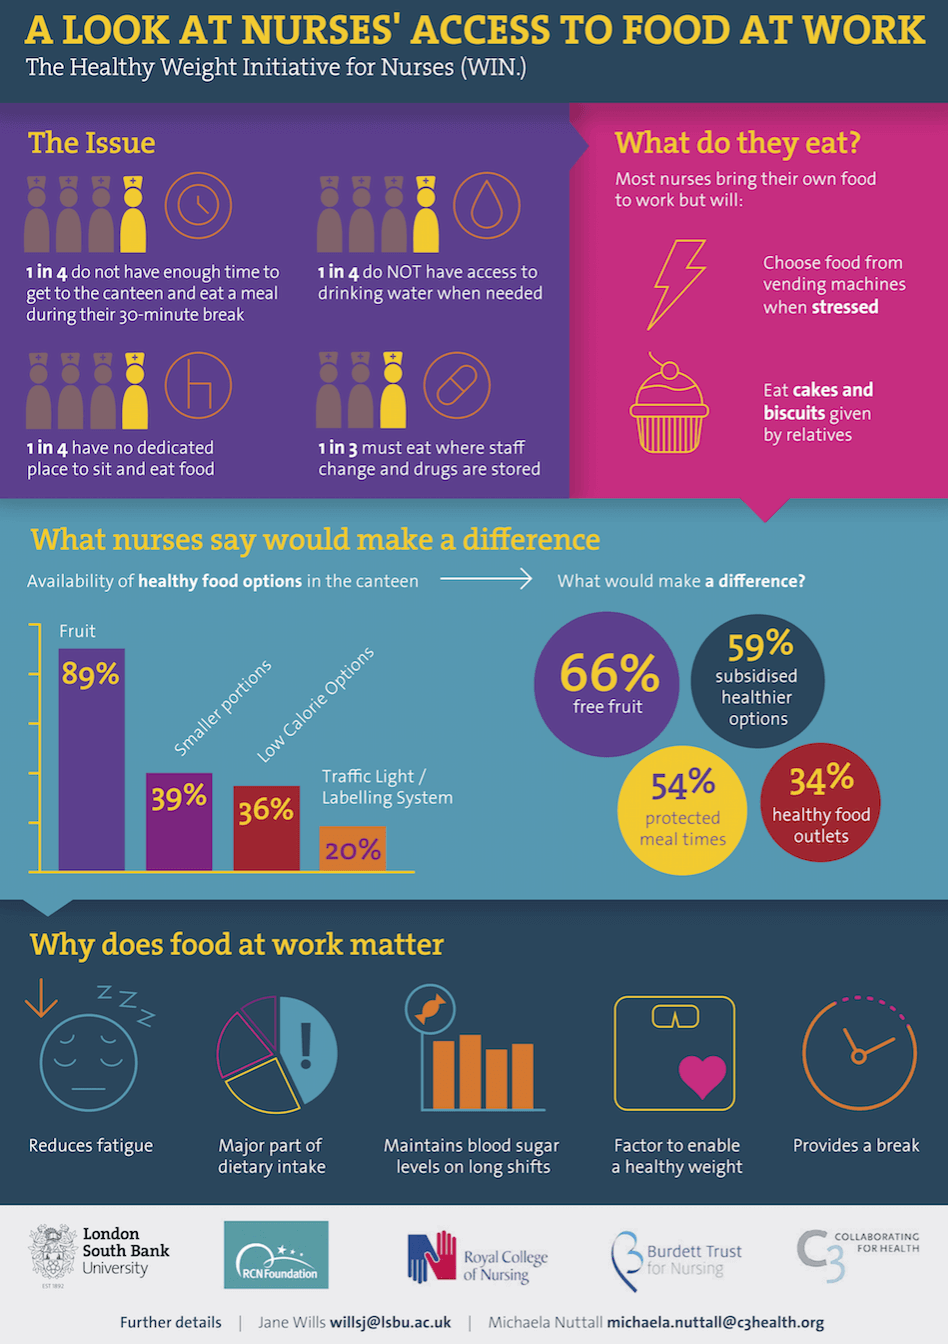 A LOOK AT NURSES' ACCESS TO FOOD AT WORK
The Healthy Weight Initiative for Nurses (WIN.)
The Issue
1 in 4 do not have enough time to
get to the canteen and eat a meal
during their 30-minute break
1 in 4 do NOT have access to
drinking water when needed
1 in 4 have no dedicated
place to sit and eat food
1 in 3 must eat where staff
change and drugs are stored
What do they eat?
Most nurses bring their own food
to work but will:
Choose food from
vending machines
when stressed
Eat cakes and
biscuits given
by relatives
What nurses say would make a difference
Availability of healthy food options in the canteen
Fruit
89%
Smaller portions
39%
Low Calorie Options
36%
Traffic Light /
Labelling System
20%
What would make a difference?
66%
free fruit
59%
subsidised
healthier
options
54%
protected
meal times
34%
healthy food
outlets
Why does food at work matter
Z Z Z
Reduces fatigue
!
Major part of
dietary intake
Maintains blood sugar
levels on long shifts
Factor to enable
a healthy weight
Provides a break
London
South Bank
University
EST 1892
RCN Foundation
Royal College
of Nursing
Burdett Trust
for Nursing
C3
COLLABORATING
FOR HEALTH
Further details | Jane Wills willsj@lsbu.ac.uk | Michaela Nuttall michaela.nuttall@c3health.org